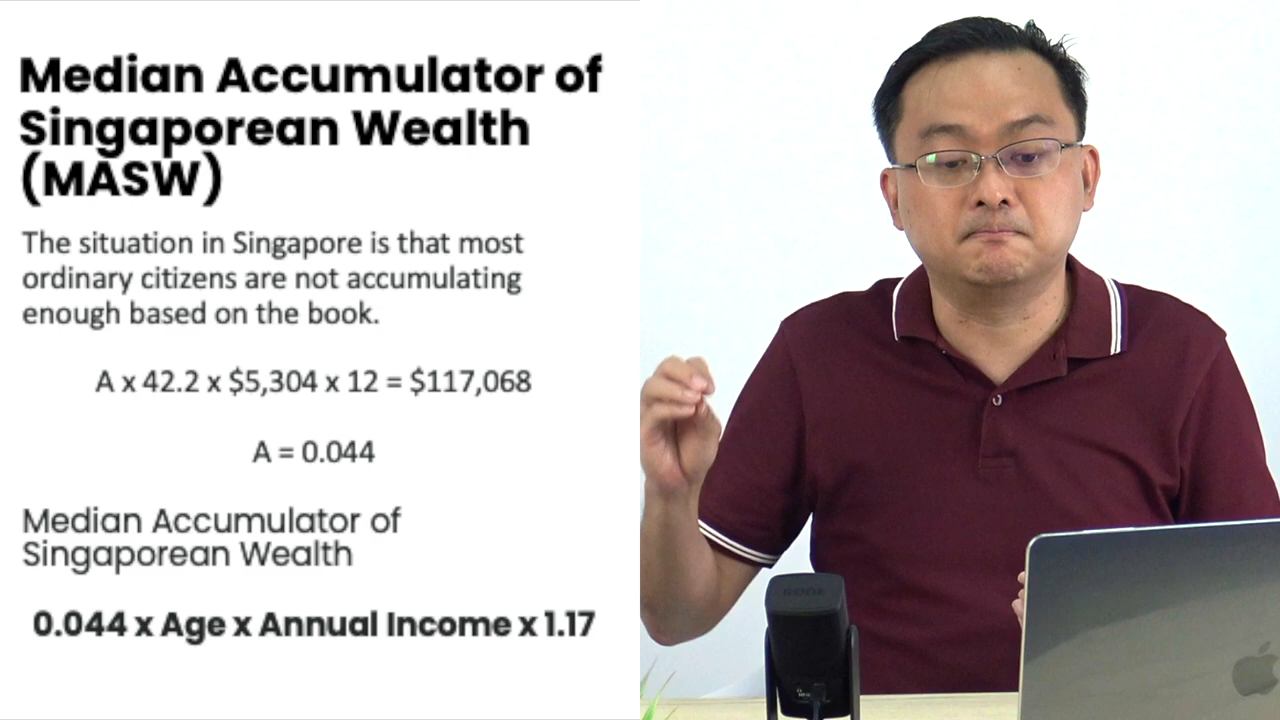 Median Accumulator of
Singaporean Wealth
(MASW)
The situation in Singapore is that most
ordinary citizens are not accumulating
enough based on the book.
A x 42.2 x $5,304 x 12 = $117,068
A = 0.044
Median Accumulator of
Singaporean Wealth
0.044 x Age x Annual Income x 1.17